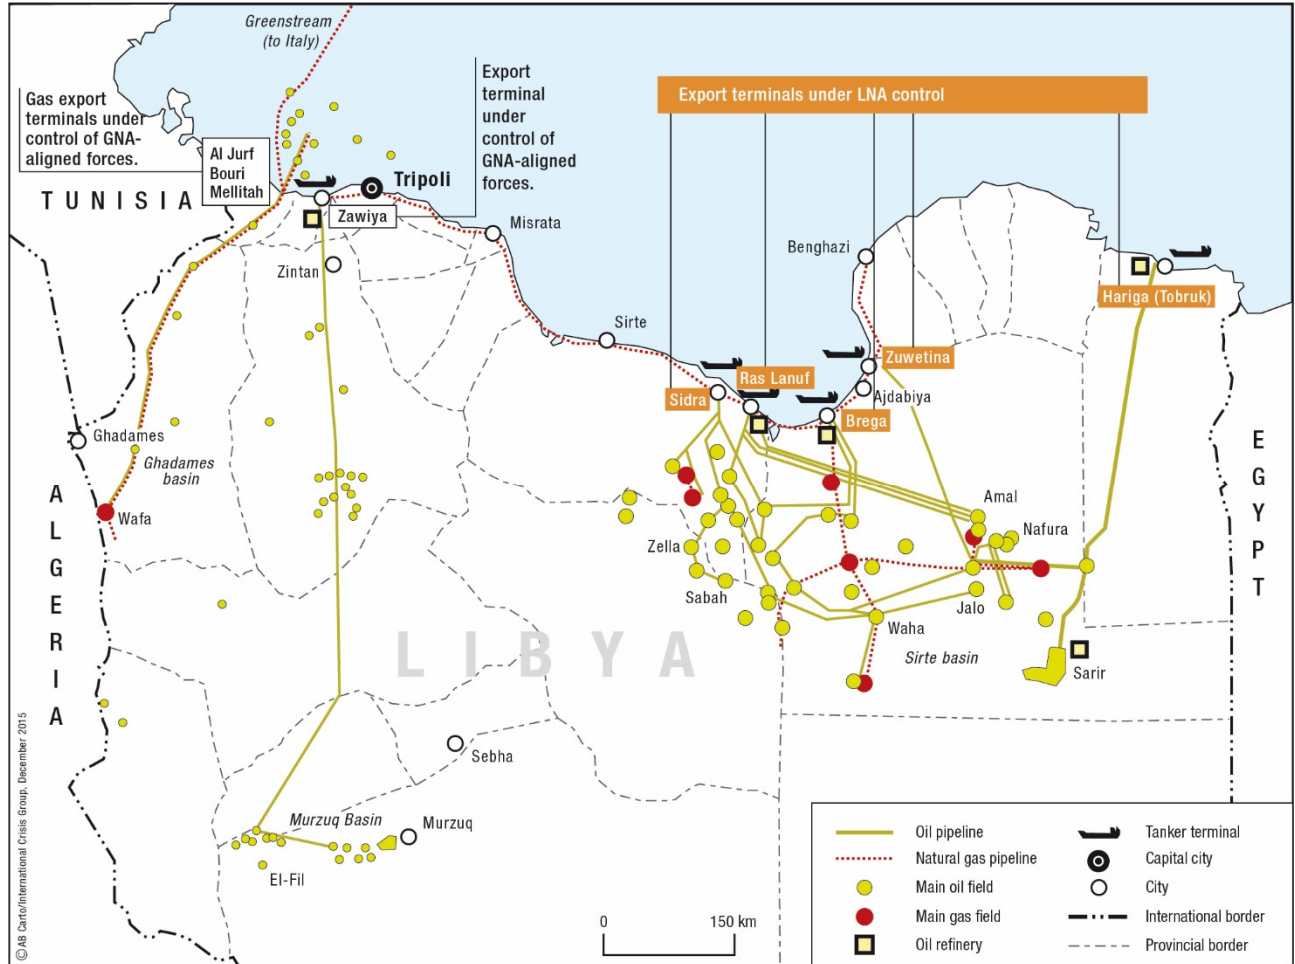 Greenstream
(to Italy)
Gas export
terminals under
control of GNA-
aligned forces.
Export
terminal
under
control of
GNA-aligned
forces.
Export terminals under LNA control
Al Jurf
Bouri
Mellitah
TUNISIA
Tripoli
Zawiya
Misrata
Zintan
Benghazi
Hariga (Tobruk)
Sirte
Zuwetina
Ras Lanuf
Sidra
Ajdabiya
Brega
Ghadames
Ghadames
basin
Wafa
ALGERIA
EGYPT
Amal
Nafura
Zella
Sabah
Jalo
Waha
LIBYA
Sirte basin
Sarir
Sebha
Murzuq Basin
Murzuq
El-Fil
0 150 km
Oil pipeline
Natural gas pipeline
Main oil field
Main gas field
Oil refinery
Tanker terminal
Capital city
City
International border
Provincial border
© AB Carto/International Crisis Group, December 2015